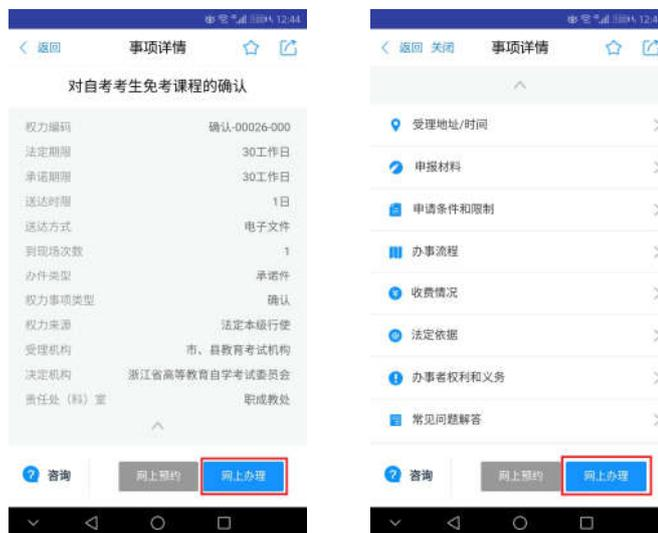 12:44
返回
事项详情
对自考考生免考课程的确认
权力编码 确认-00026-000
法定期限 30工作日
承诺期限 30工作日
送达时限 1日
送达方式 电子文件
到现场次数 1
办件类型 承诺件
权力事项类型 确认
权力来源 法定本级行使
受理机构 市、县教育考试机构
决定机构 浙江省高等教育自学考试委员会
责任处（科）室 职成教处
咨询
网上预约
网上办理
返回 关闭
事项详情
受理地址/时间
申报材料
申请条件和限制
办事流程
收费情况
法定依据
办事者权利和义务
常见问题解答
咨询
网上预约
网上办理